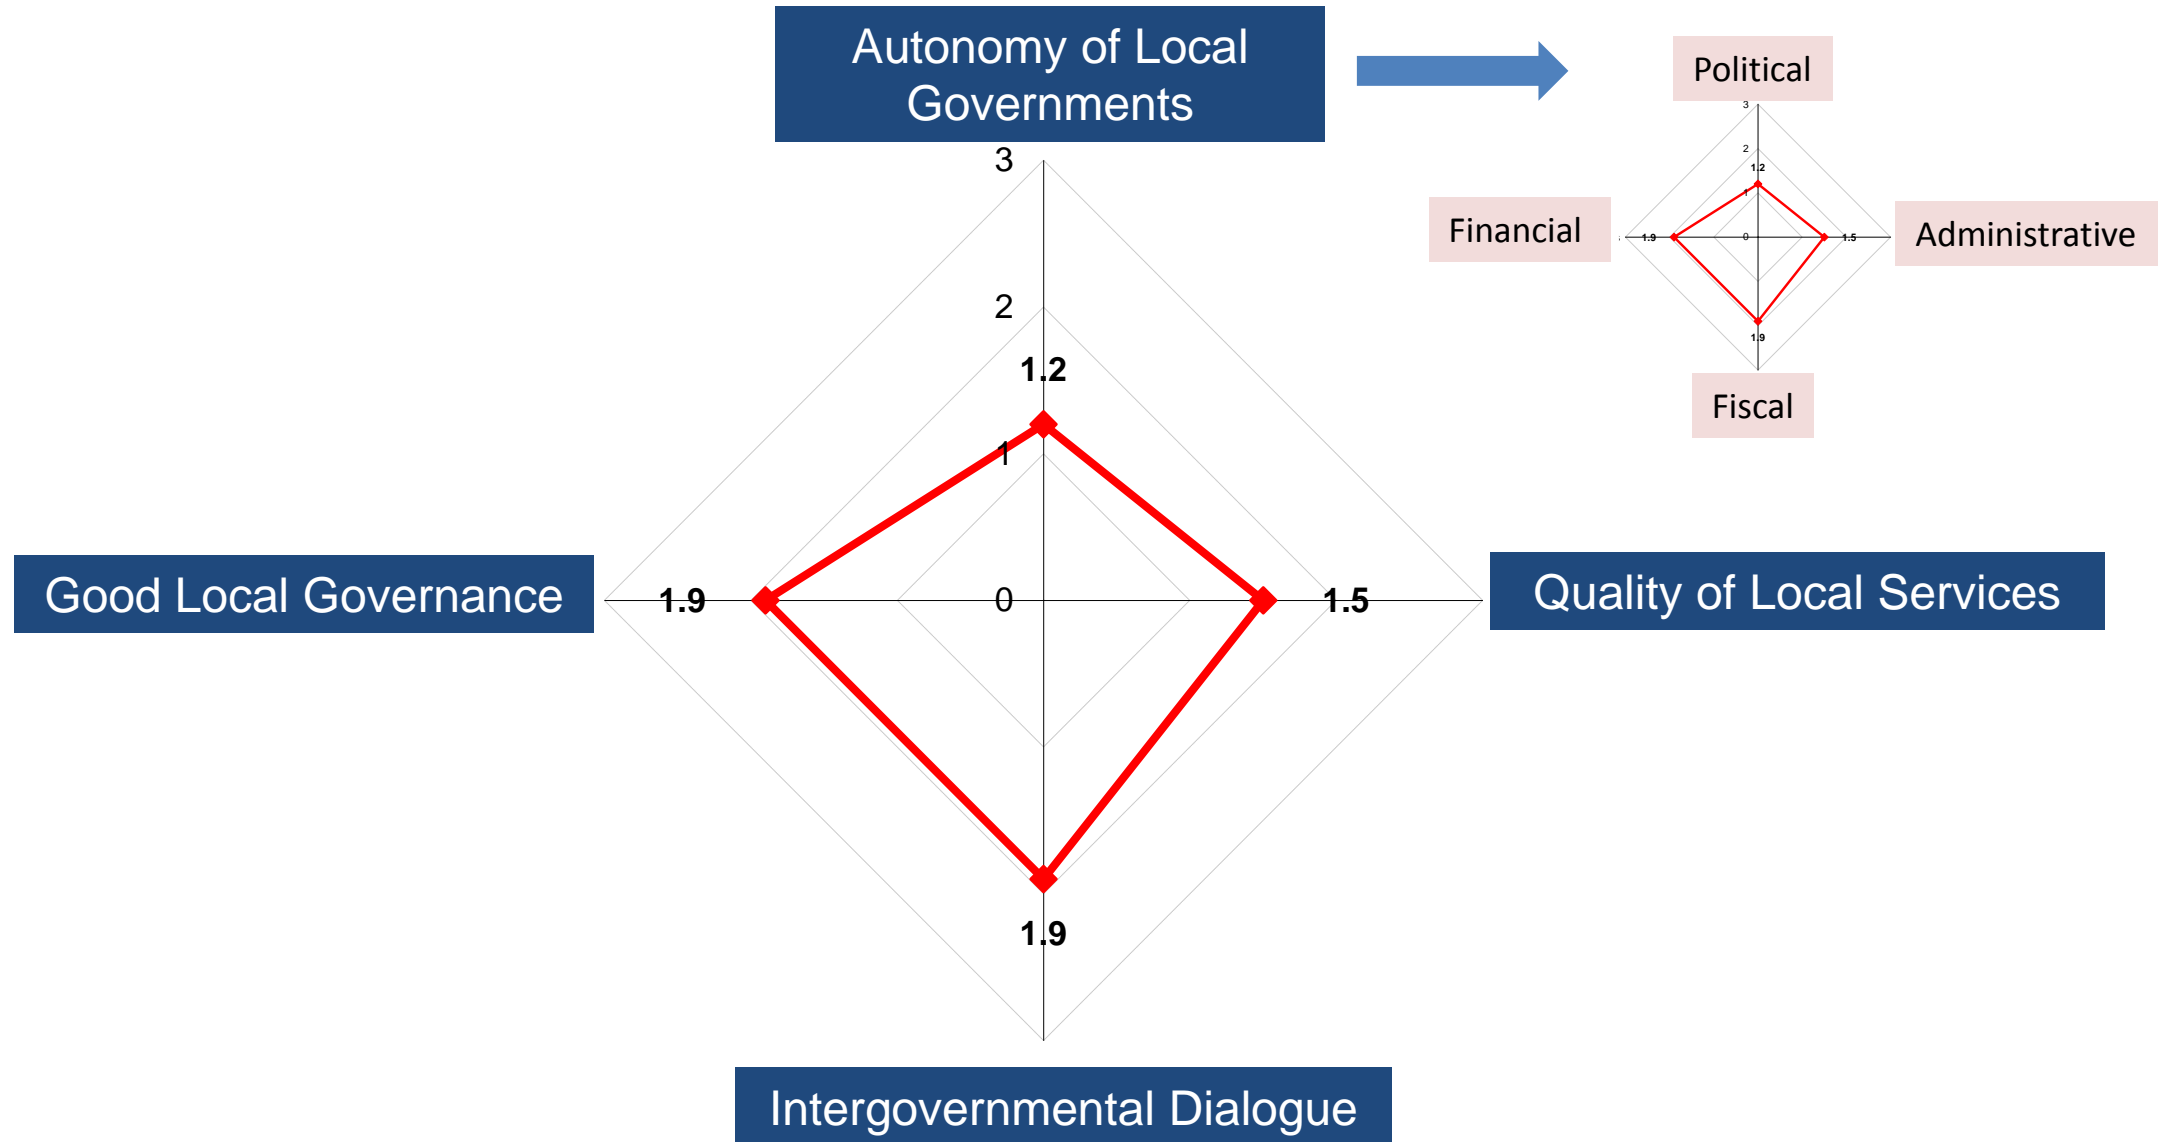 Autonomy of Local
Governments
3
2
1.2
1
Good Local Governance
1.9
0
1.5
Quality of Local Services
1.9
Intergovernmental Dialogue
Political
3
2
1.2
1
Financial
1.9
0
1.5
Administrative
1.9
Fiscal